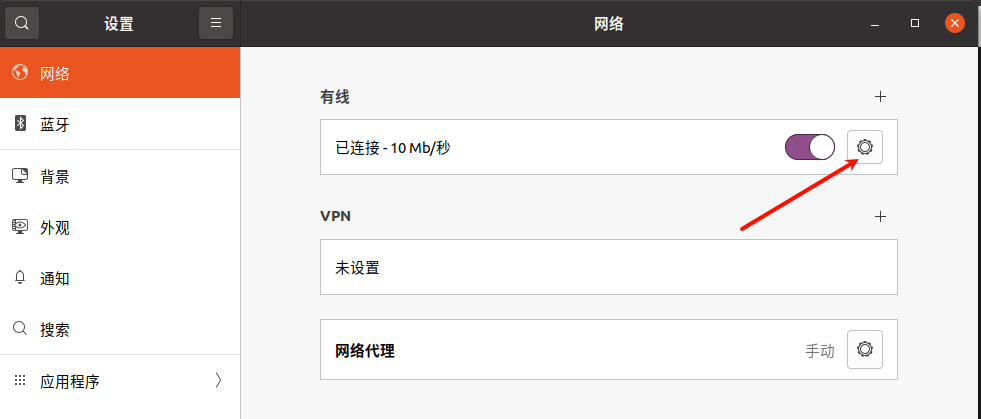 设置
网络
网络
蓝牙
背景
外观
通知
搜索
应用程序
有线
已连接 - 10 Mb/秒
VPN
未设置
网络代理
手动